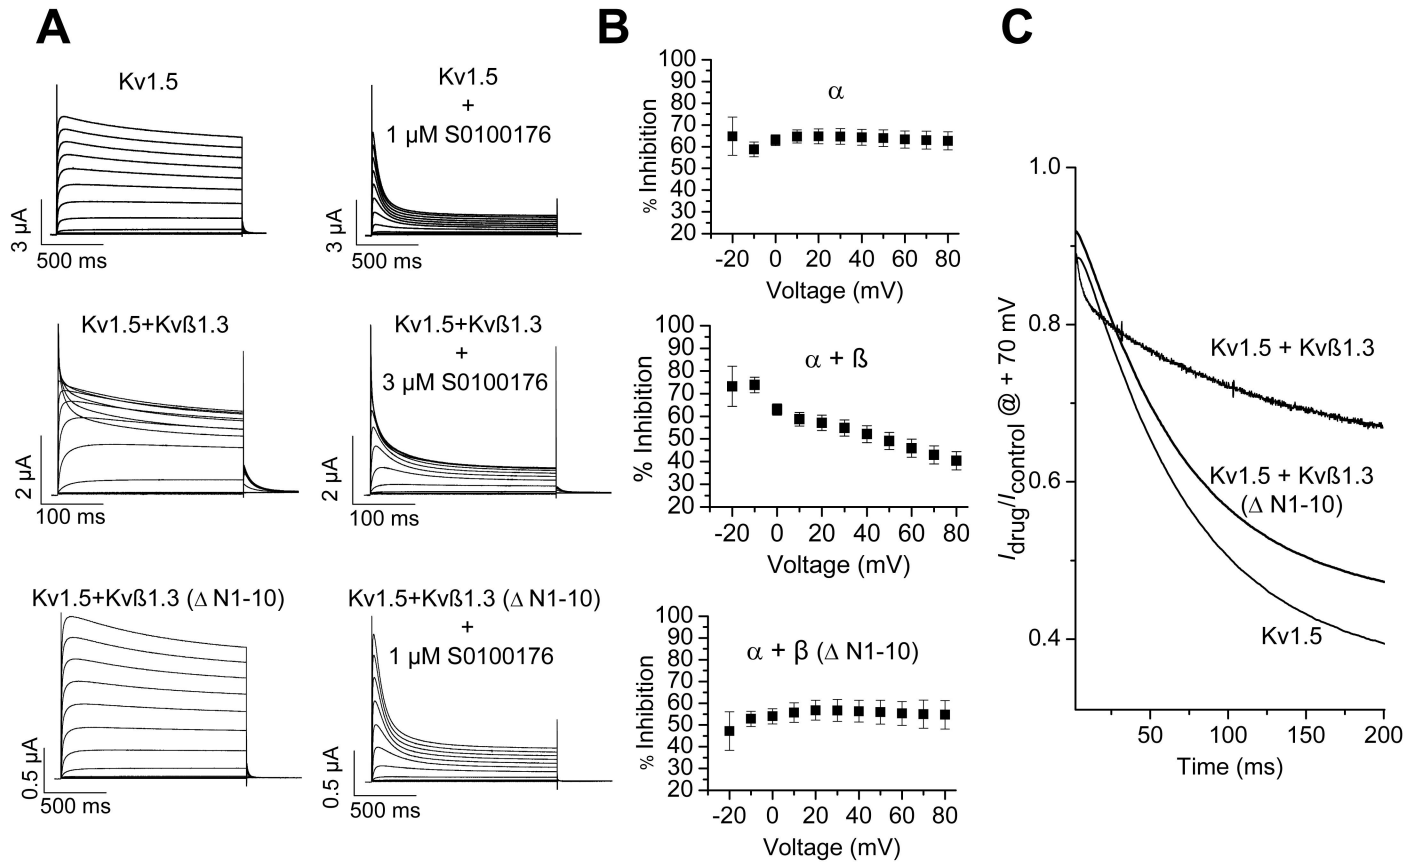 A
Kv1.5
3 µA
500 ms
Kv1.5
+
1 µM S0100176
3 µA
500 ms
Kv1.5+Kvß1.3
2 µA
100 ms
Kv1.5+Kvß1.3
+
3 µM S0100176
2 µA
100 ms
Kv1.5+Kvß1.3 (Δ N1-10)
0.5 µA
500 ms
Kv1.5+Kvß1.3 (Δ N1-10)
+
1 µM S0100176
0.5 µA
500 ms
B
α
% Inhibition
100
90
80
70
60
50
40
30
20
-20 0 20 40 60 80
Voltage (mV)
α + ß
% Inhibition
100
90
80
70
60
50
40
30
20
-20 0 20 40 60 80
Voltage (mV)
α + β (Δ N1-10)
% Inhibition
100
90
80
70
60
50
40
30
20
-20 0 20 40 60 80
Voltage (mV)
C
Idrug/Icontrol @ + 70 mV
1.0
0.8
0.6
0.4
Kv1.5 + Kvß1.3
Kv1.5 + Kvß1.3
(Δ N1-10)
Kv1.5
50 100 150 200
Time (ms)